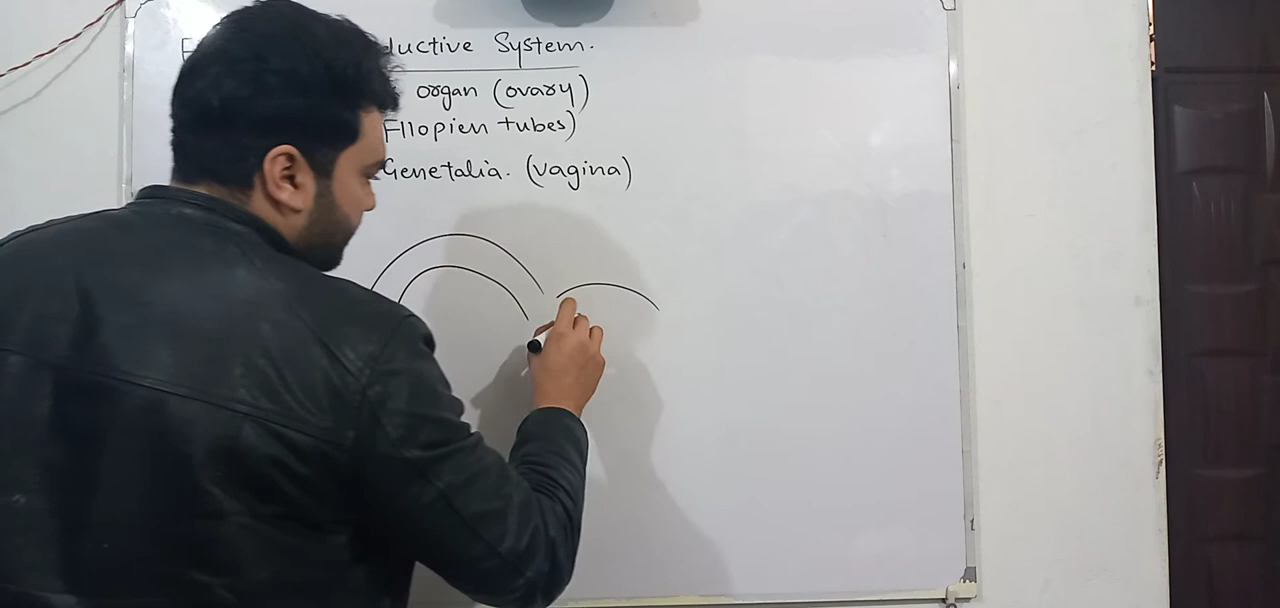 ductive System.
organ (ovary)
Fllopien tubes)
Genetalia. (vagina)